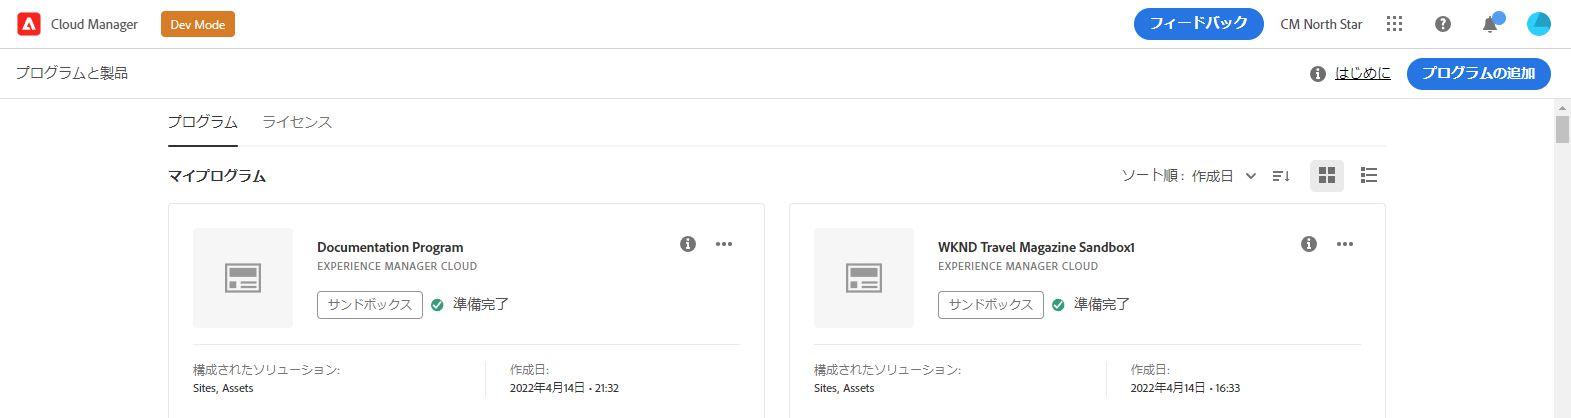 Cloud Manager Dev Mode フィードバック CM North Star
プログラムと製品 はじめに プログラムの追加
プログラム ライセンス
マイプログラム ソート順 : 作成日
Documentation Program
EXPERIENCE MANAGER CLOUD
サンドボックス 準備完了
構成されたソリューション:
Sites, Assets
作成日:
2022年4月14日 • 21:32
WKND Travel Magazine Sandbox1
EXPERIENCE MANAGER CLOUD
サンドボックス 準備完了
構成されたソリューション:
Sites, Assets
作成日:
2022年4月14日 • 16:33